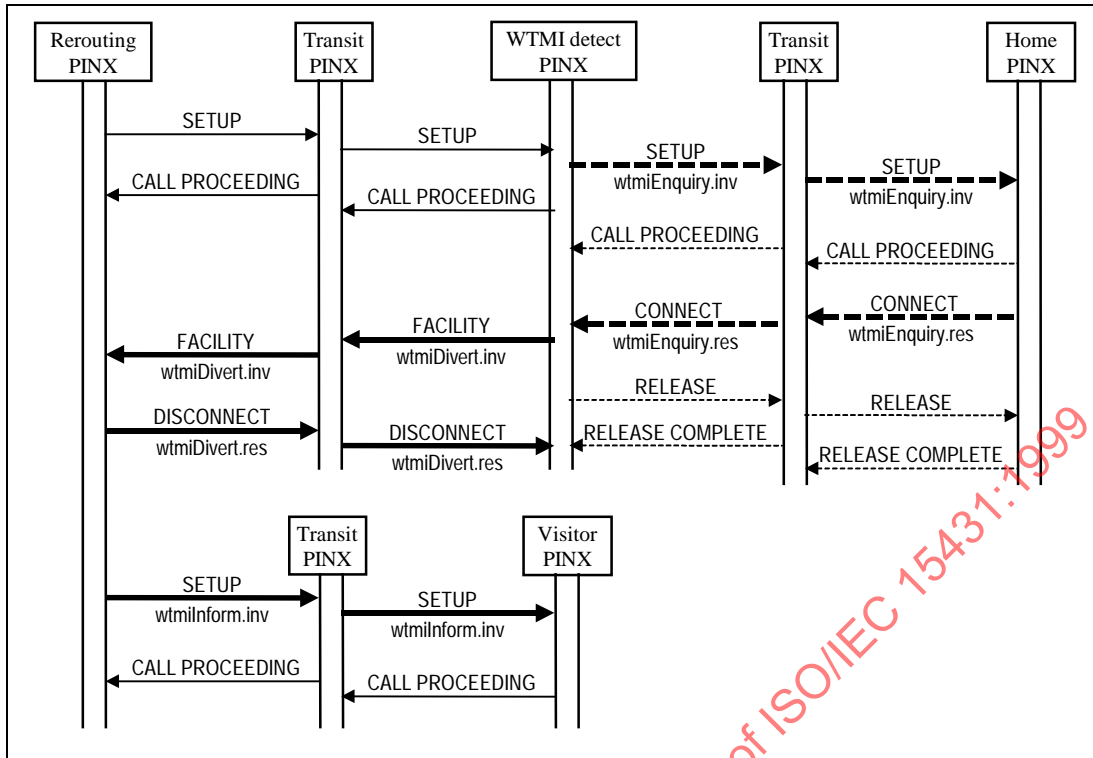 Rerouting
PINX
Transit
PINX
WTMI detect
PINX
Transit
PINX
Home
PINX
SETUP
SETUP
SETUP
wtmiEnquiry.inv
SETUP
wtmiEnquiry.inv
CALL PROCEEDING
CALL PROCEEDING
CALL PROCEEDING
CALL PROCEEDING
CONNECT
wtmiEnquiry.res
CONNECT
wtmiEnquiry.res
FACILITY
wtmiDivert.inv
FACILITY
wtmiDivert.inv
RELEASE
RELEASE
DISCONNECT
wtmiDivert.res
DISCONNECT
wtmiDivert.res
RELEASE COMPLETE
RELEASE COMPLETE
Transit
PINX
Visitor
PINX
SETUP
wtmiInform.inv
SETUP
wtmiInform.inv
CALL PROCEEDING
CALL PROCEEDING
of ISO/IEC 15431:1999